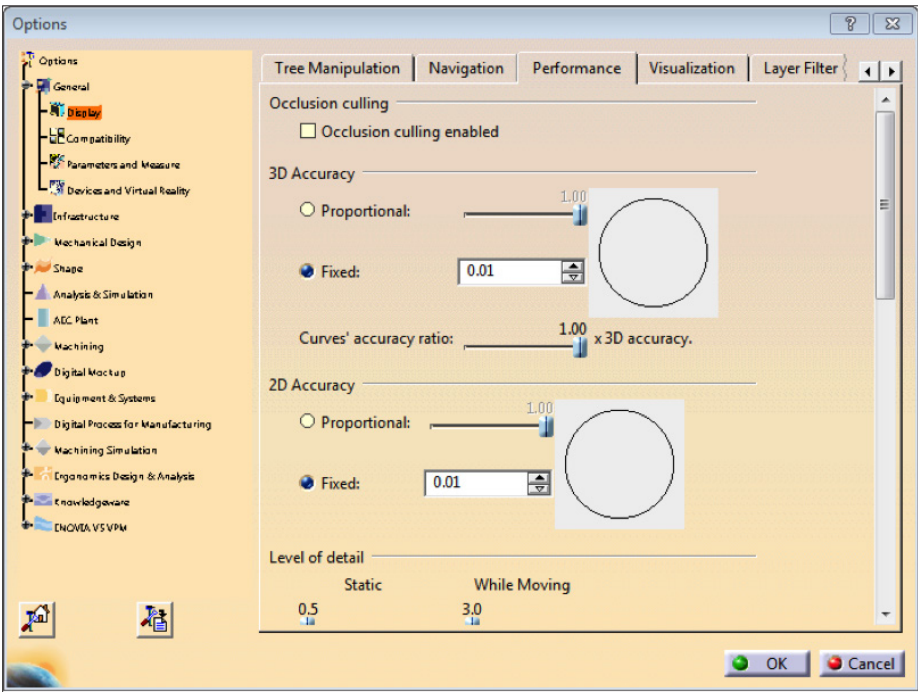 Options
Options
General
Display
Compatibility
Parameters and Measure
Devices and Virtual Reality
Infrastructure
Mechanical Design
Shape
Analysis & Simulation
AEC Plant
Machining
Digital Mockup
Equipment & Systems
Digital Process for Manufacturing
Machining Simulation
Ergonomics Design & Analysis
Knowledgeware
ENOVIA V5 VPM
Tree Manipulation Navigation Performance Visualization Layer Filter
Occlusion culling
Occlusion culling enabled
3D Accuracy
Proportional: 1.00
Fixed: 0.01
Curves' accuracy ratio: 1.00 x 3D accuracy.
2D Accuracy
Proportional: 1.00
Fixed: 0.01
Level of detail
Static While Moving
0.5 3.0
OK Cancel